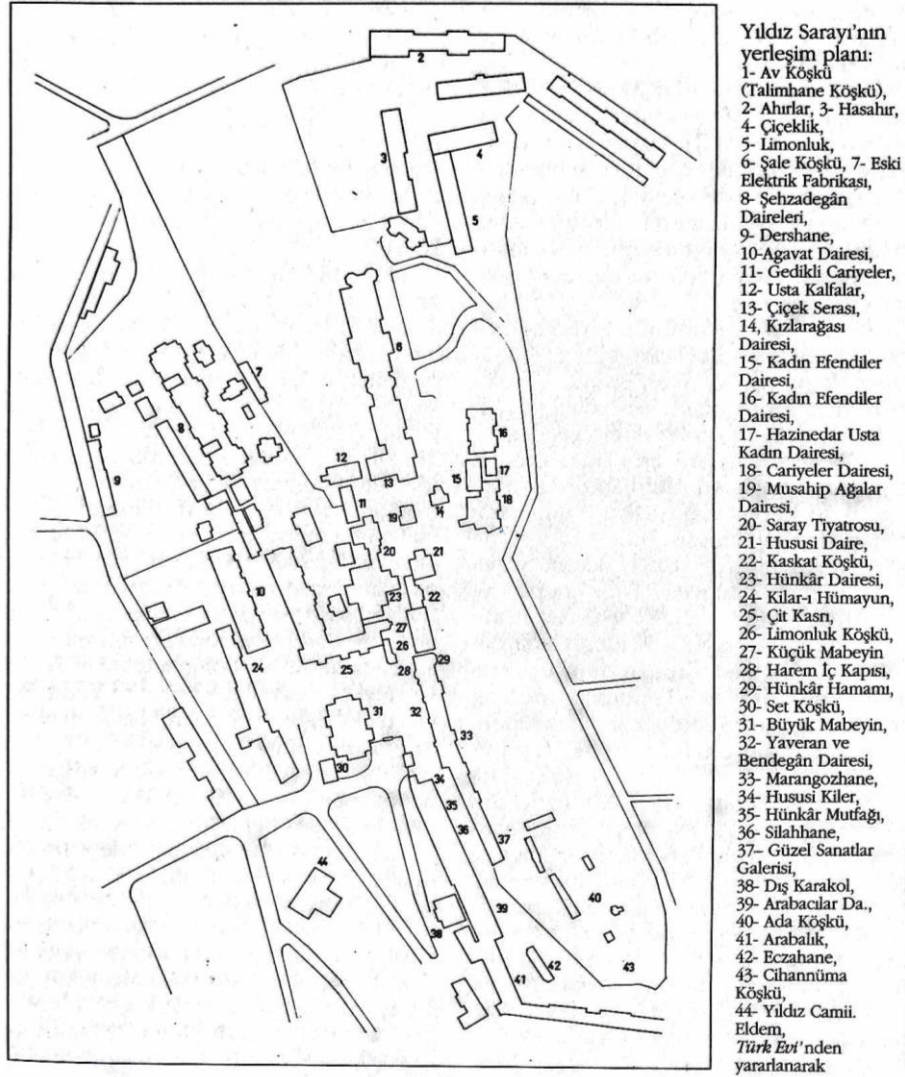 Yıldız Sarayı'nın
yerleşim planı:
1- Av Köşkü
(Talimhane Köşkü),
2- Ahırlar, 3- Hasahır,
4- Çiçeklik,
5- Limonluk,
6- Şale Köşkü, 7- Eski
Elektrik Fabrikası,
8- Şehzadegân
Daireleri,
9- Dershane,
10-Agavat Dairesi,
11- Gedikli Cariyeler,
12- Usta Kalfalar,
13- Çiçek Serası,
14, Kızlarağası
Dairesi,
15- Kadın Efendiler
Dairesi,
16- Kadın Efendiler
Dairesi,
17- Hazinedar Usta
Kadın Dairesi,
18- Cariyeler Dairesi,
19- Musahip Ağalar
Dairesi,
20- Saray Tiyatrosu,
21- Hususi Daire,
22- Kaskat Köşkü,
23- Hünkâr Dairesi,
24- Kilar-ı Hümayun,
25- Çit Kasrı,
26- Limonluk Köşkü,
27- Küçük Mabeyin
28- Harem İç Kapısı,
29- Hünkâr Hamamı,
30- Set Köşkü,
31- Büyük Mabeyin,
32- Yaveran ve
Bendegân Dairesi,
33- Marangozhane,
34- Hususi Kiler,
35- Hünkâr Mutfağı,
36- Silahhane,
37- Güzel Sanatlar
Galerisi,
38- Dış Karakol,
39- Arabacılar Da.,
40- Ada Köşkü,
41- Arabalık,
42- Eczahane,
43- Cihannüma
Köşkü,
44- Yıldız Camii.
Eldem,
Türk Evi'nden
yararlanarak
2
3
4
5
6
7
8
16
9
12
15
17
13
11
14
18
19
20
21
10
23
22
27
26
24
25
28
29
32
33
30
34
35
36
37
44
40
39
38
43
42
41